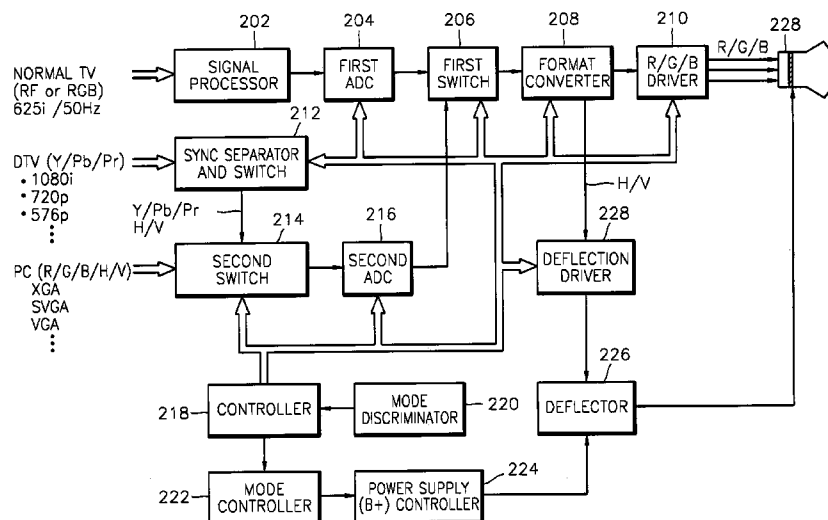 202
204
206
208
210
228
NORMAL TV
(RF or RGB)
625i /50Hz
SIGNAL
PROCESSOR
FIRST
ADC
FIRST
SWITCH
FORMAT
CONVERTER
R/G/B
DRIVER
R/G/B
212
DTV (Y/Pb/Pr)
• 1080i
• 720p
• 576p
SYNC SEPARATOR
AND SWITCH
H/V
Y/Pb/Pr
H/V
214
216
228
PC (R/G/B/H/V)
XGA
SVGA
VGA
SECOND
SWITCH
SECOND
ADC
DEFLECTION
DRIVER
226
218
CONTROLLER
MODE
DISCRIMINATOR
220
DEFLECTOR
222
MODE
CONTROLLER
POWER SUPPLY
(B+) CONTROLLER
224